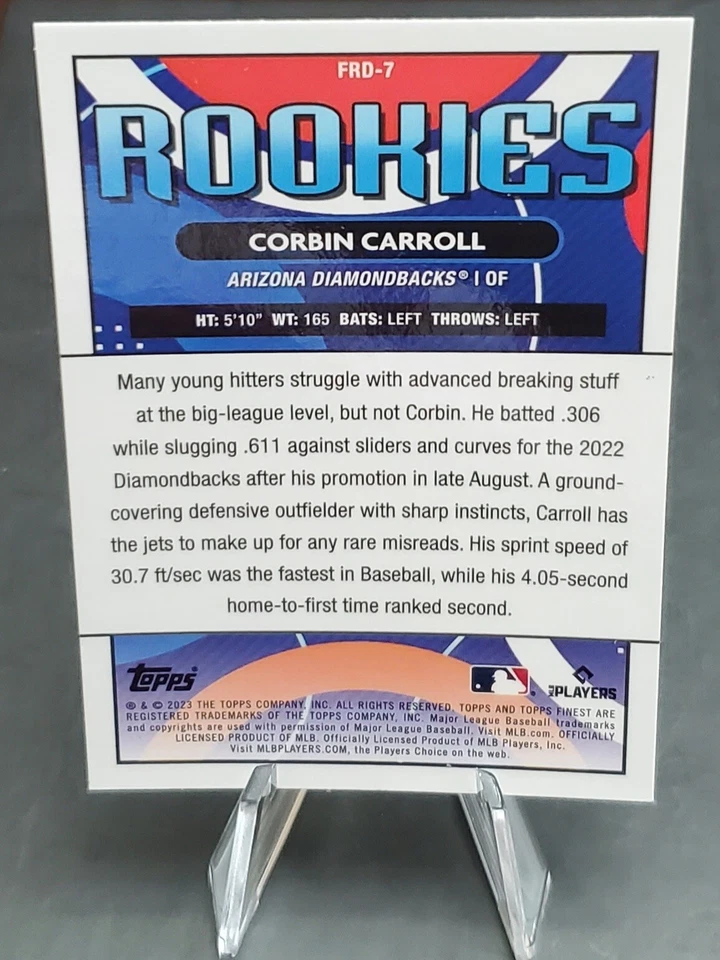 FRD-7
ROOKIES
CORBIN CARROLL
ARIZONA DIAMONDBACKS® | OF
HT: 5'10" WT: 165 BATS: LEFT THROWS: LEFT
Many young hitters struggle with advanced breaking stuff
at the big-league level, but not Corbin. He batted .306
while slugging .611 against sliders and curves for the 2022
Diamondbacks after his promotion in late August. A ground-
covering defensive outfielder with sharp instincts, Carroll has
the jets to make up for any rare misreads. His sprint speed of
30.7 ft/sec was the fastest in Baseball, while his 4.05-second
home-to-first time ranked second.
Topps®
MLB PLAYERS
® & © 2023 THE TOPPS COMPANY, INC. ALL RIGHTS RESERVED. TOPPS AND TOPPS FINEST ARE
REGISTERED TRADEMARKS OF THE TOPPS COMPANY, INC. Major League Baseball trademarks
and copyrights are used with permission of Major League Baseball. Visit MLB.com. OFFICIALLY
LICENSED PRODUCT OF MLB. Officially Licensed Product of MLB Players, Inc.
Visit MLBPLAYERS.COM, the Players Choice on the web.